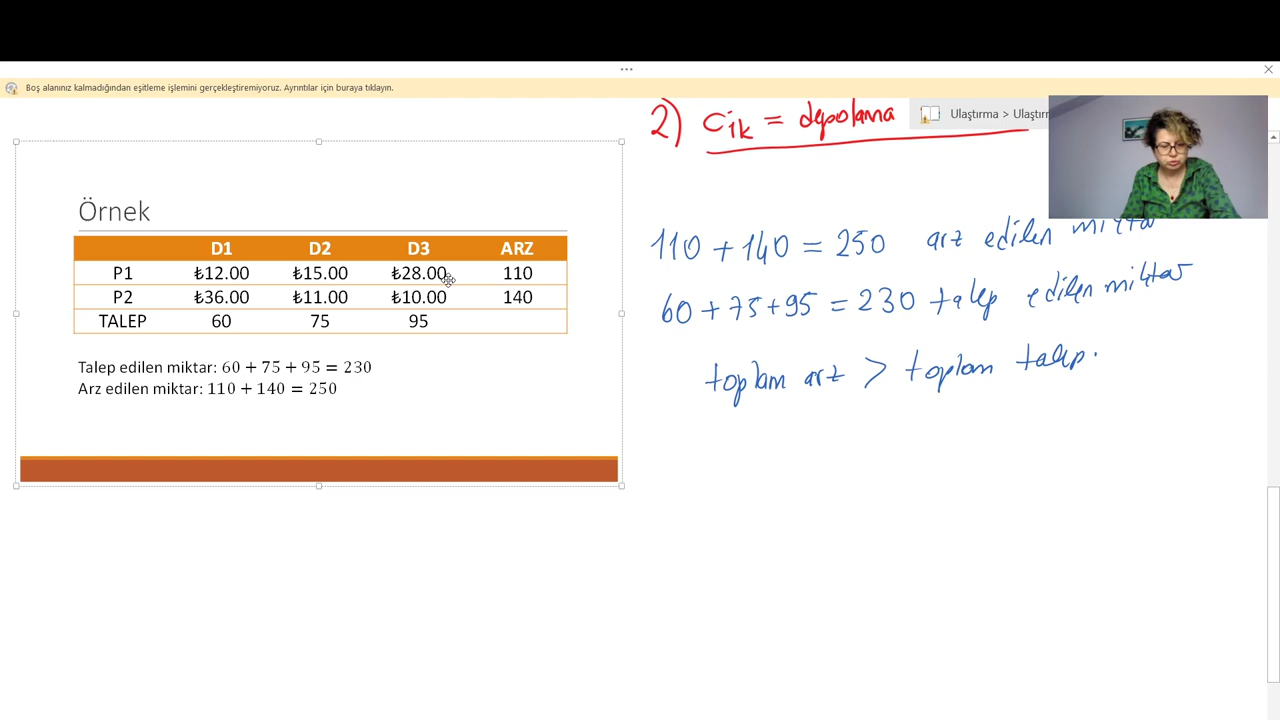 Boş alanınız kalmadığından eşitleme işlemini gerçekleştiremiyoruz. Ayrıntılar için buraya tıklayın.
2) Cik = depolama
Ulaştırma > Ulaştırm
Örnek
D1 D2 D3 ARZ
P1 ₺12.00 ₺15.00 ₺28.00 110
P2 ₺36.00 ₺11.00 ₺10.00 140
TALEP 60 75 95
Talep edilen miktar: 60 + 75 + 95 = 230
Arz edilen miktar: 110 + 140 = 250
110 + 140 = 250 arz edilen miktar
60 + 75 + 95 = 230 talep edilen miktar
toplam arz > toplam talep.